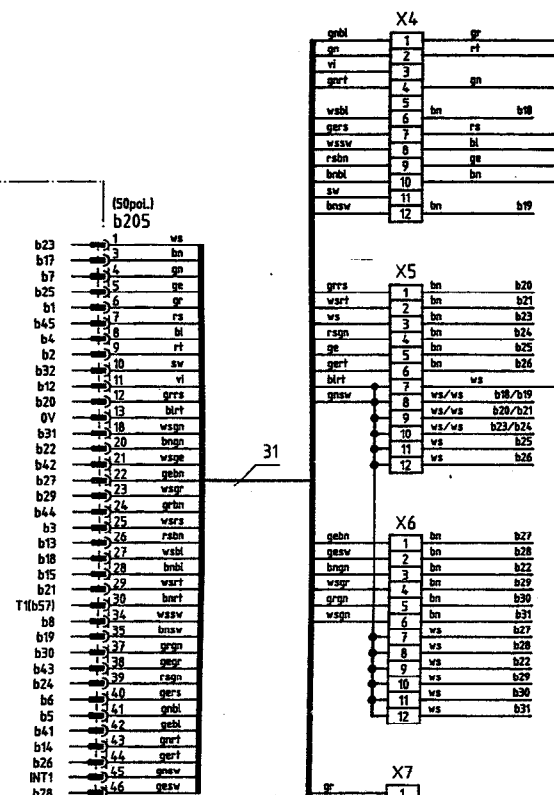 (50pol.)
b205
b23 1 ws
b17 3 bn
b7 4 gn
b25 5 ge
b1 6 gr
b45 7 rs
b4 8 bl
b2 9 rt
b32 10 sw
b12 11 vi
b20 12 grrs
0V 13 blrt
b31 18 wsgn
b22 20 bngn
b42 21 wsge
b27 22 gebn
b29 23 wsgr
b44 24 grbn
b3 25 wsrs
b13 26 rsbn
b18 27 wsbl
b15 28 bnbl
b21 29 wsrt
T1(b57) 30 bnrt
b8 34 wssw
b19 35 bnsw
b30 37 grgn
b43 38 gegr
b24 39 rsgn
b6 40 gers
b5 41 gnbl
b41 42 gebl
b14 43 gnrt
b26 44 gert
INT1 45 gnsw
b28 46 gesw
31
X4
gnbl 1 gr
gn 2 rt
vi 3
gnrt 4 gn
5
wsbl 6 bn b18
gers 7 rs
wssw 8 bl
rsbn 9 ge
bnbl 10 bn
sw 11
bnsw 12 bn b19
X5
grrs 1 bn b20
wsrt 2 bn b21
ws 3 bn b23
rsgn 4 bn b24
ge 5 bn b25
gert 6 bn b26
blrt 7 ws
gnsw 8 ws/ws b18/b19
9 ws/ws b20/b21
10 ws/ws b23/b24
11 ws b25
12 ws b26
X6
gebn 1 bn b27
gesw 2 bn b28
bngn 3 bn b22
wsgr 4 bn b29
grgn 5 bn b30
wsgn 6 bn b31
7 ws b27
8 ws b28
9 ws b22
10 ws b29
11 ws b30
12 ws b31
X7
gr 1